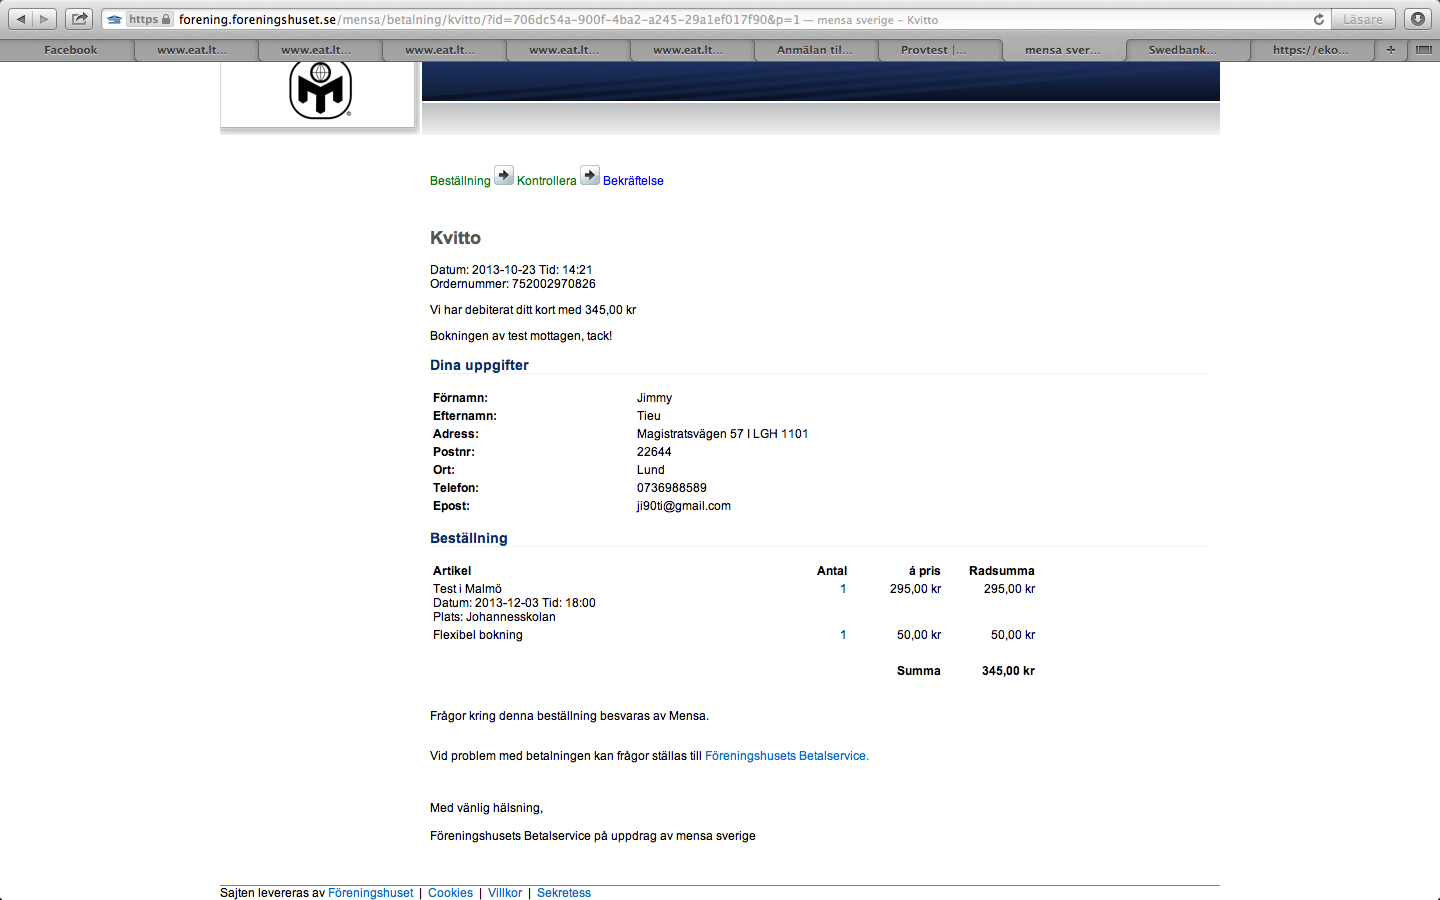 https forening.foreningshuset.se/mensa/betalning/kvitto/?id=706dc54a-900f-4ba2-a245-29a1ef017f90&p=1 — mensa sverige – Kvitto Läsare
Facebook www.eat.lt... www.eat.lt... www.eat.lt... www.eat.lt... www.eat.lt... Anmälan til... Provtest |... mensa sver... Swedbank... https://eko...
Beställning Kontrollera Bekräftelse
Kvitto
Datum: 2013-10-23 Tid: 14:21
Ordernummer: 752002970826
Vi har debiterat ditt kort med 345,00 kr
Bokningen av test mottagen, tack!
Dina uppgifter
Förnamn: Jimmy
Efternamn: Tieu
Adress: Magistratsvägen 57 I LGH 1101
Postnr: 22644
Ort: Lund
Telefon: 0736988589
Epost: ji90ti@gmail.com
Beställning
Artikel Antal á pris Radsumma
Test i Malmö 1 295,00 kr 295,00 kr
Datum: 2013-12-03 Tid: 18:00
Plats: Johannesskolan
Flexibel bokning 1 50,00 kr 50,00 kr
Summa 345,00 kr
Frågor kring denna beställning besvaras av Mensa.
Vid problem med betalningen kan frågor ställas till Föreningshusets Betalservice.
Med vänlig hälsning,
Föreningshusets Betalservice på uppdrag av mensa sverige
Sajten levereras av Föreningshuset | Cookies | Villkor | Sekretess